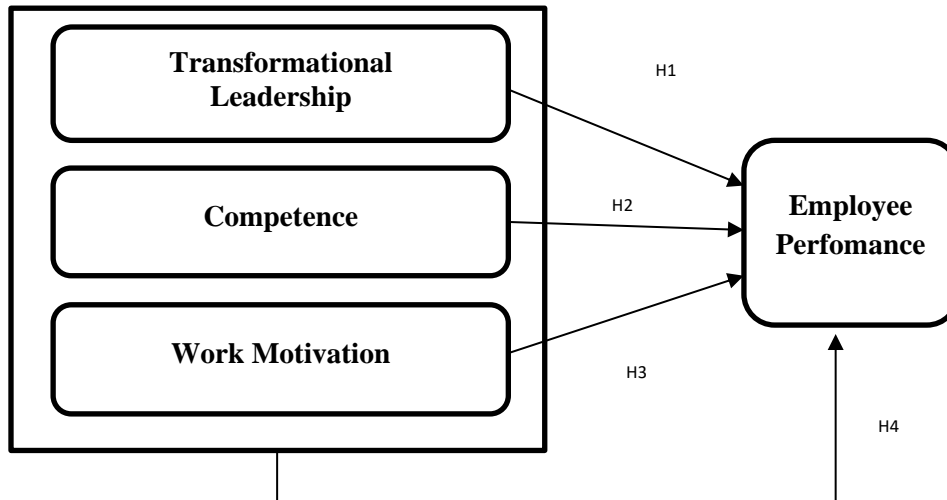 Transformational
Leadership
H1
Competence
H2
Employee
Perfomance
Work Motivation
H3
H4